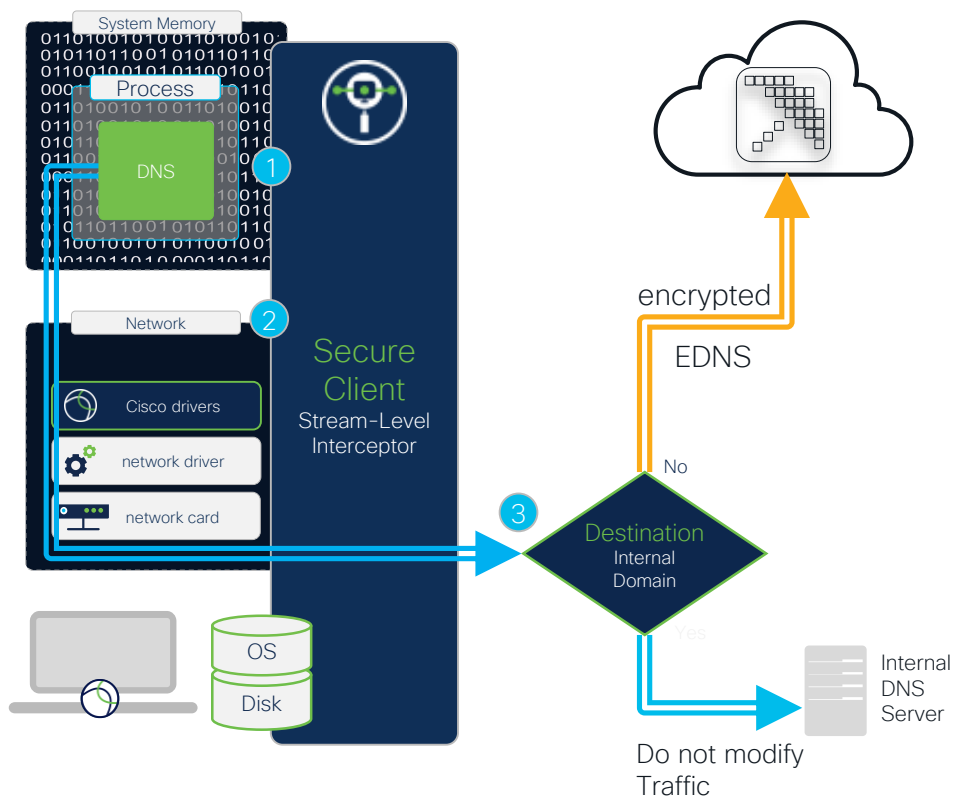 System Memory
Process
DNS
1
2
Network
Cisco drivers
network driver
network card
Secure
Client
Stream-Level
Interceptor
OS
Disk
3
Destination
Internal
Domain
No
Yes
encrypted
EDNS
Internal
DNS
Server
Do not modify
Traffic